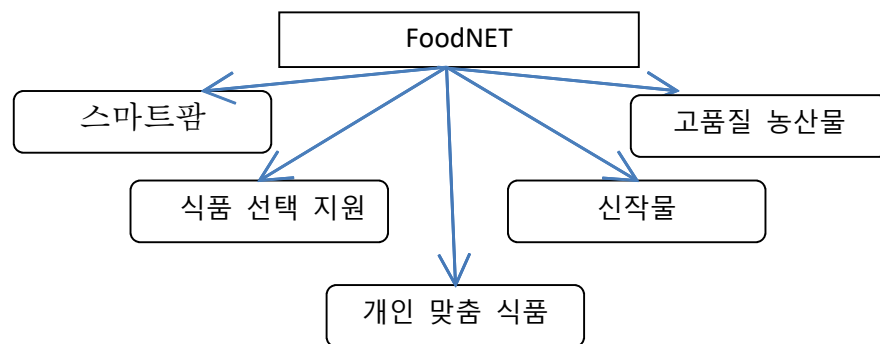 FoodNET
스마트팜
고품질 농산물
식품 선택 지원
신작물
개인 맞춤 식품